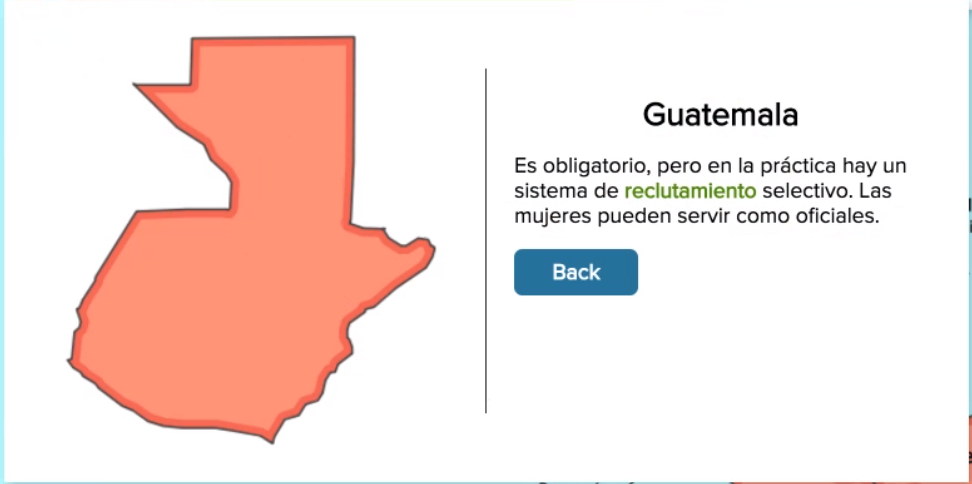 Guatemala
Es obligatorio, pero en la práctica hay un
sistema de reclutamiento selectivo. Las
mujeres pueden servir como oficiales.
Back